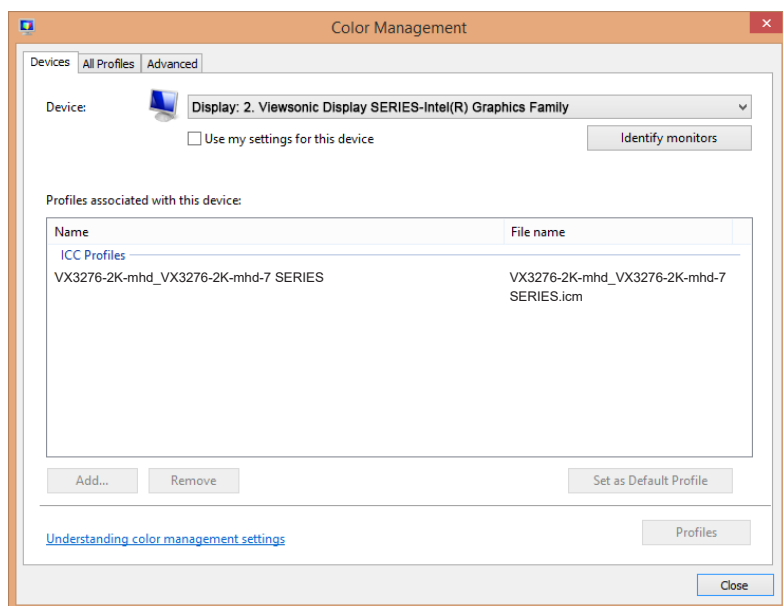 Color Management
Devices All Profiles Advanced
Device: Display: 2. Viewsonic Display SERIES-Intel(R) Graphics Family
Use my settings for this device Identify monitors
Profiles associated with this device:
Name File name
ICC Profiles
VX3276-2K-mhd_VX3276-2K-mhd-7 SERIES VX3276-2K-mhd_VX3276-2K-mhd-7
SERIES.icm
Add... Remove Set as Default Profile
Understanding color management settings Profiles
Close